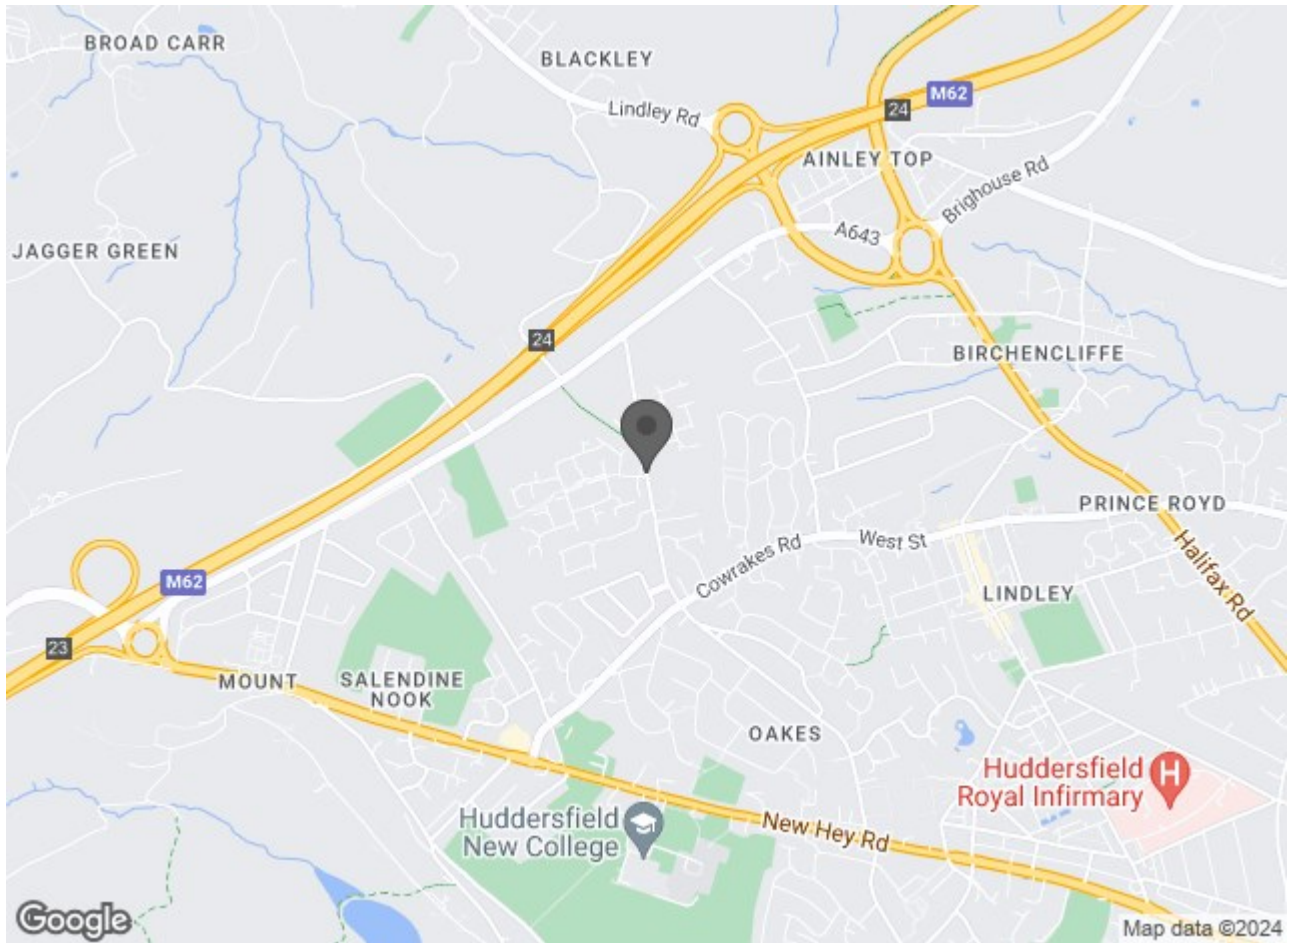 BROAD CARR
BLACKLEY
M62
24
Lindley Rd
AINLEY TOP
Brighouse Rd
A643
JAGGER GREEN
24
BIRCHENCLIFFE
PRINCE ROYD
Cowrakes Rd
West St
Halifax Rd
M62
LINDLEY
23
MOUNT
SALENDINE
NOOK
OAKES
Huddersfield
Royal Infirmary
H
Huddersfield
New College
New Hey Rd
Google
Map data ©2024